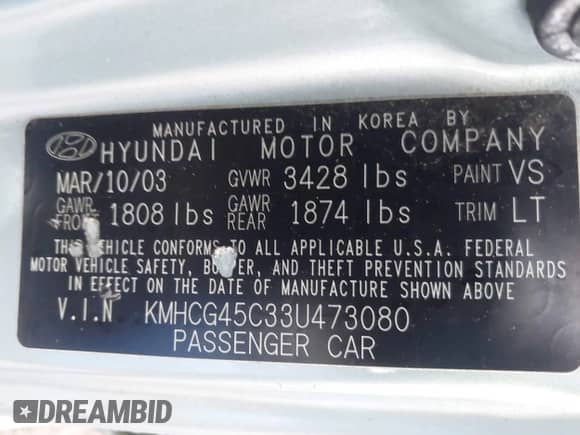 MANUFACTURED IN KOREA BY
HYUNDAI MOTOR COMPANY
MAR/10/03 GVWR 3428 lbs PAINT VS
GAWR FRONT 1808 lbs GAWR REAR 1874 lbs TRIM LT
THIS VEHICLE CONFORMS TO ALL APPLICABLE U.S.A. FEDERAL
MOTOR VEHICLE SAFETY, BUMPER, AND THEFT PREVENTION STANDARDS
IN EFFECT ON THE DATE OF MANUFACTURE SHOWN ABOVE
V.I.N KMHCG45C33U473080
PASSENGER CAR
DREAMBID